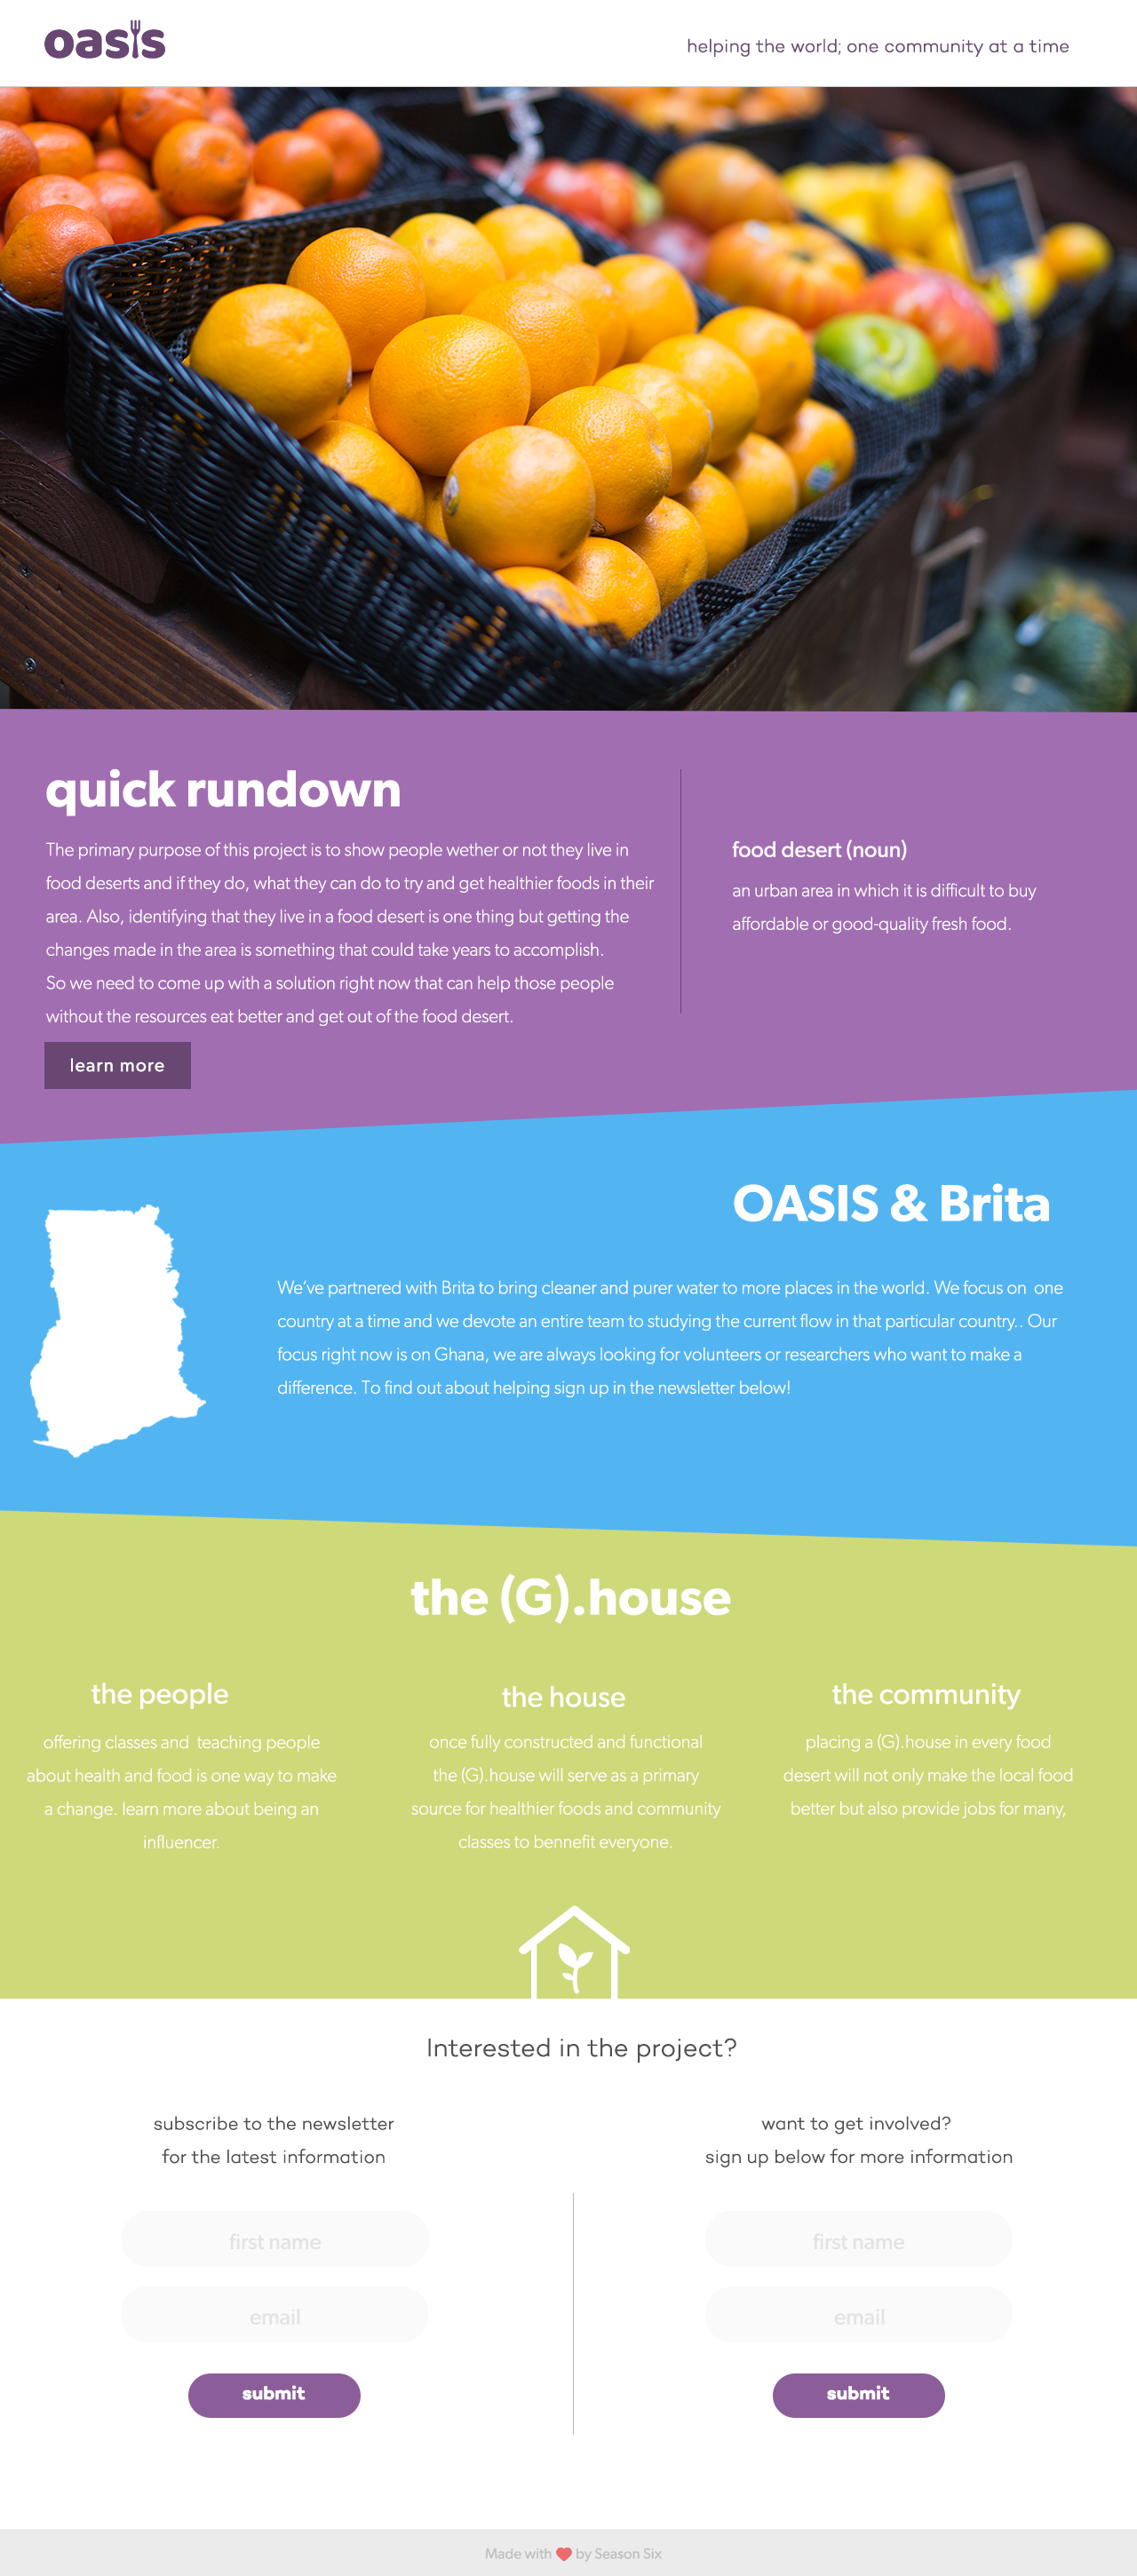 oasis
helping the world; one community at a time
quick rundown
The primary purpose of this project is to show people wether or not they live in
food deserts and if they do, what they can do to try and get healthier foods in their
area. Also, identifying that they live in a food desert is one thing but getting the
changes made in the area is something that could take years to accomplish.
So we need to come up with a solution right now that can help those people
without the resources eat better and get out of the food desert.
learn more
food desert (noun)
an urban area in which it is difficult to buy
affordable or good-quality fresh food.
OASIS & Brita
We've partnered with Brita to bring cleaner and purer water to more places in the world. We focus on  one
country at a time and we devote an entire team to studying the current flow in that particular country.. Our
focus right now is on Ghana, we are always looking for volunteers or researchers who want to make a
difference. To find out about helping sign up in the newsletter below!
the (G).house
the people
offering classes and  teaching people
about health and food is one way to make
a change. learn more about being an
influencer.
the house
once fully constructed and functional
the (G).house will serve as a primary
source for healthier foods and community
classes to bennefit everyone.
the community
placing a (G).house in every food
desert will not only make the local food
better but also provide jobs for many,
Interested in the project?
subscribe to the newsletter
for the latest information
first name
email
submit
want to get involved?
sign up below for more information
first name
email
submit
Made with ❤ by Season Six